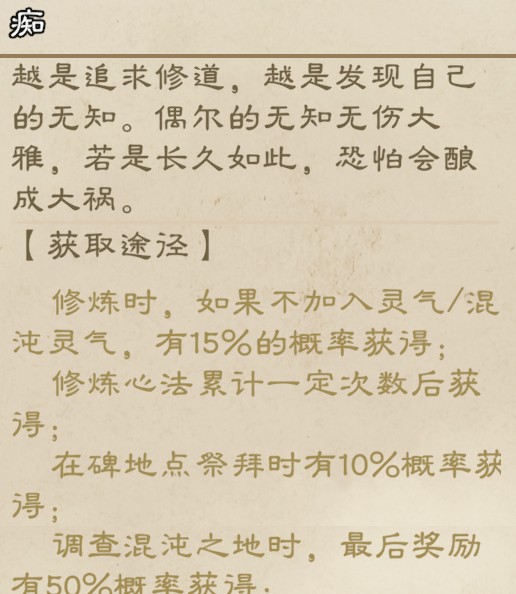 痴
越是追求修道，越是发现自己
的无知。偶尔的无知无伤大
雅，若是长久如此，恐怕会酿
成大祸。
【获取途径】
修炼时，如果不加入灵气/混
沌灵气，有15%的概率获得；
修炼心法累计一定次数后获
得；
在碑地点祭拜时有10%概率获
得；
调查混沌之地时，最后奖励
有50%概率获得；